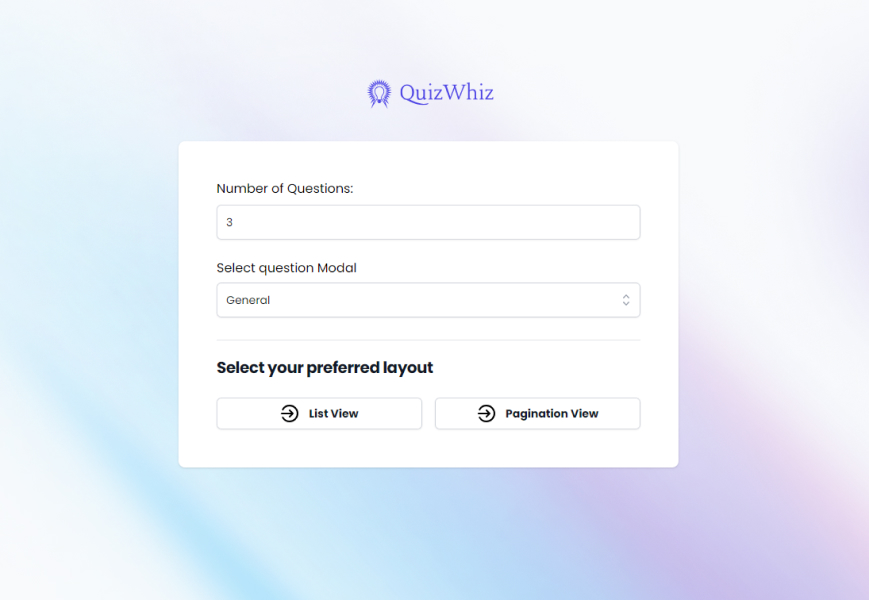 QuizWhiz
Number of Questions:
3
Select question Modal
General
Select your preferred layout
List View
Pagination View